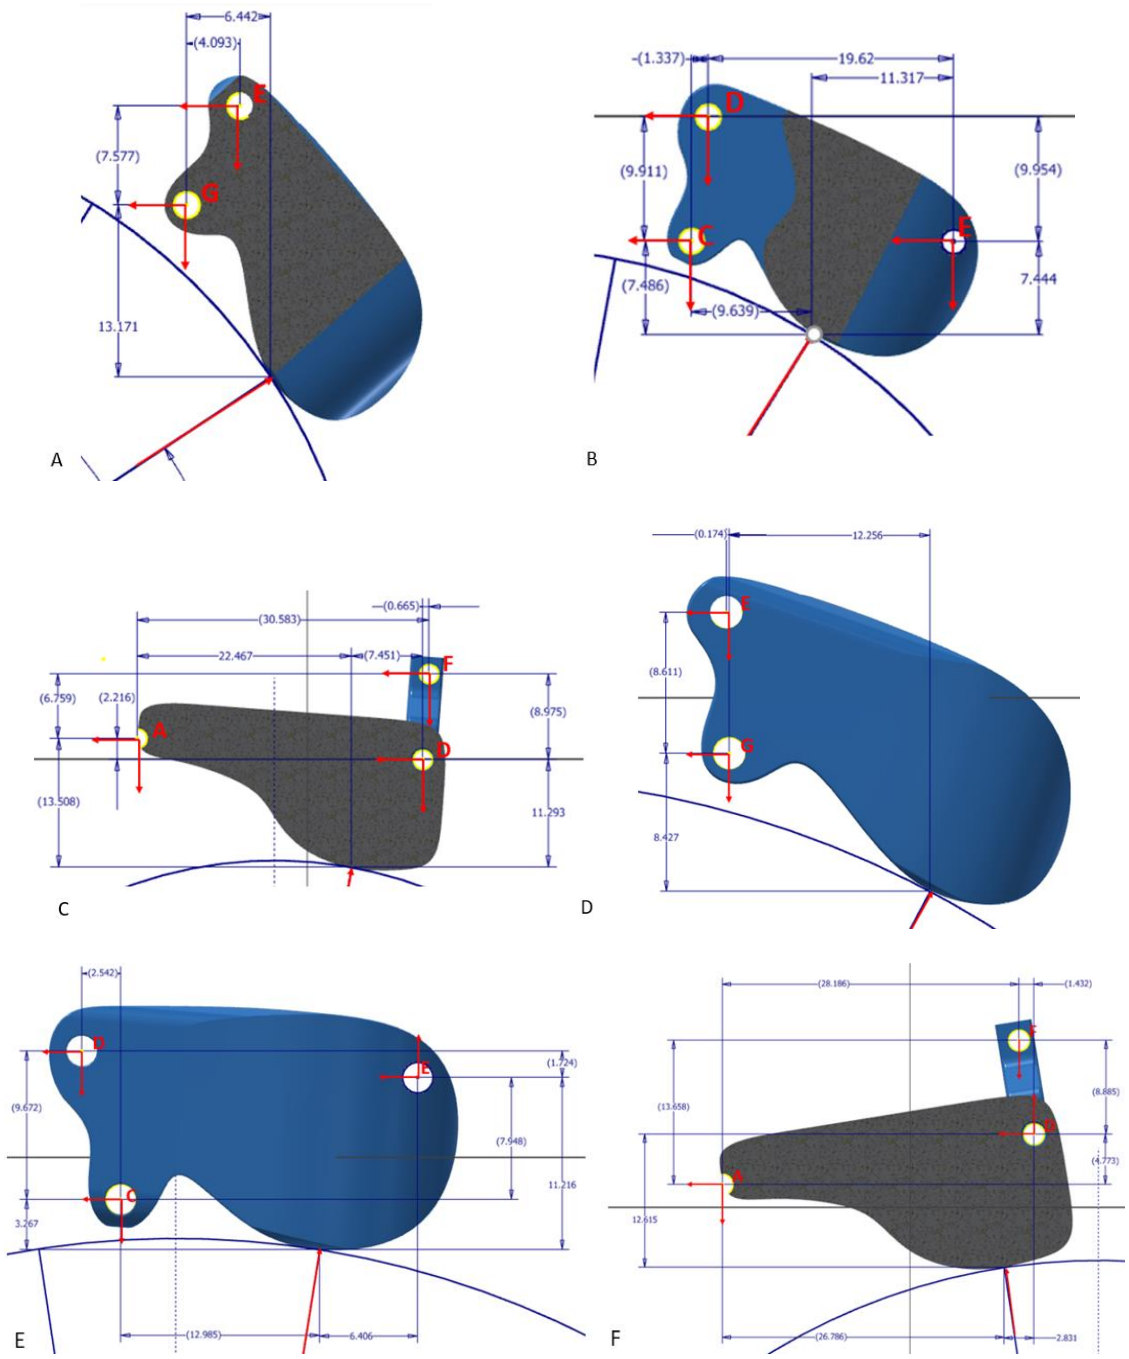 6.442
(4.093)
E
(7.577)
G
13.171
A
-(1.337)
19.62
11.317
D
(9.911)
(9.954)
C
E
(7.486)
7.444
(9.639)
B
(0.665)
(30.583)
22.467
(7.451)
F
(6.759)
(2.216)
(8.975)
A
D
(13.508)
11.293
C
(0.174)
12.256
E
(8.611)
G
8.427
D
(2.542)
D
E
(1.724)
(9.672)
(7.948)
C
11.216
3.267
(12.985)
6.406
E
(28.186)
(1.432)
F
(13.658)
(8.885)
D
(4.773)
A
12.615
(26.786)
2.831
F